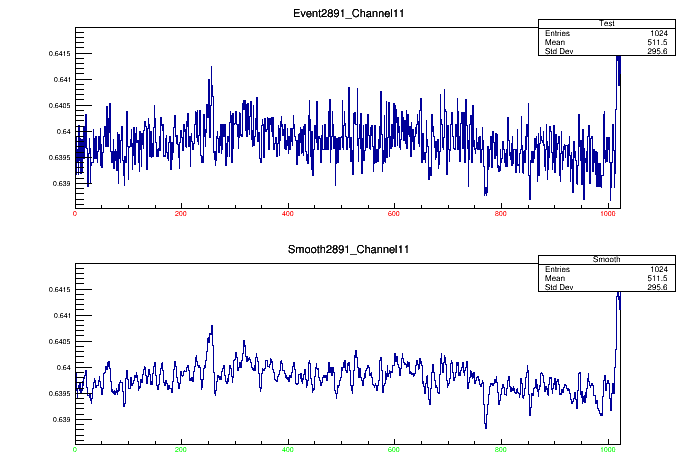 Event2891_Channel11
Test
Entries 1024
Mean 511.5
Std Dev 295.6
0.6415
0.641
0.6405
0.64
0.6395
0.639
0 200 400 600 800 1000
Smooth2891_Channel11
Smooth
Entries 1024
Mean 511.5
Std Dev 295.6
0.6415
0.641
0.6405
0.64
0.6395
0.639
0 200 400 600 800 1000